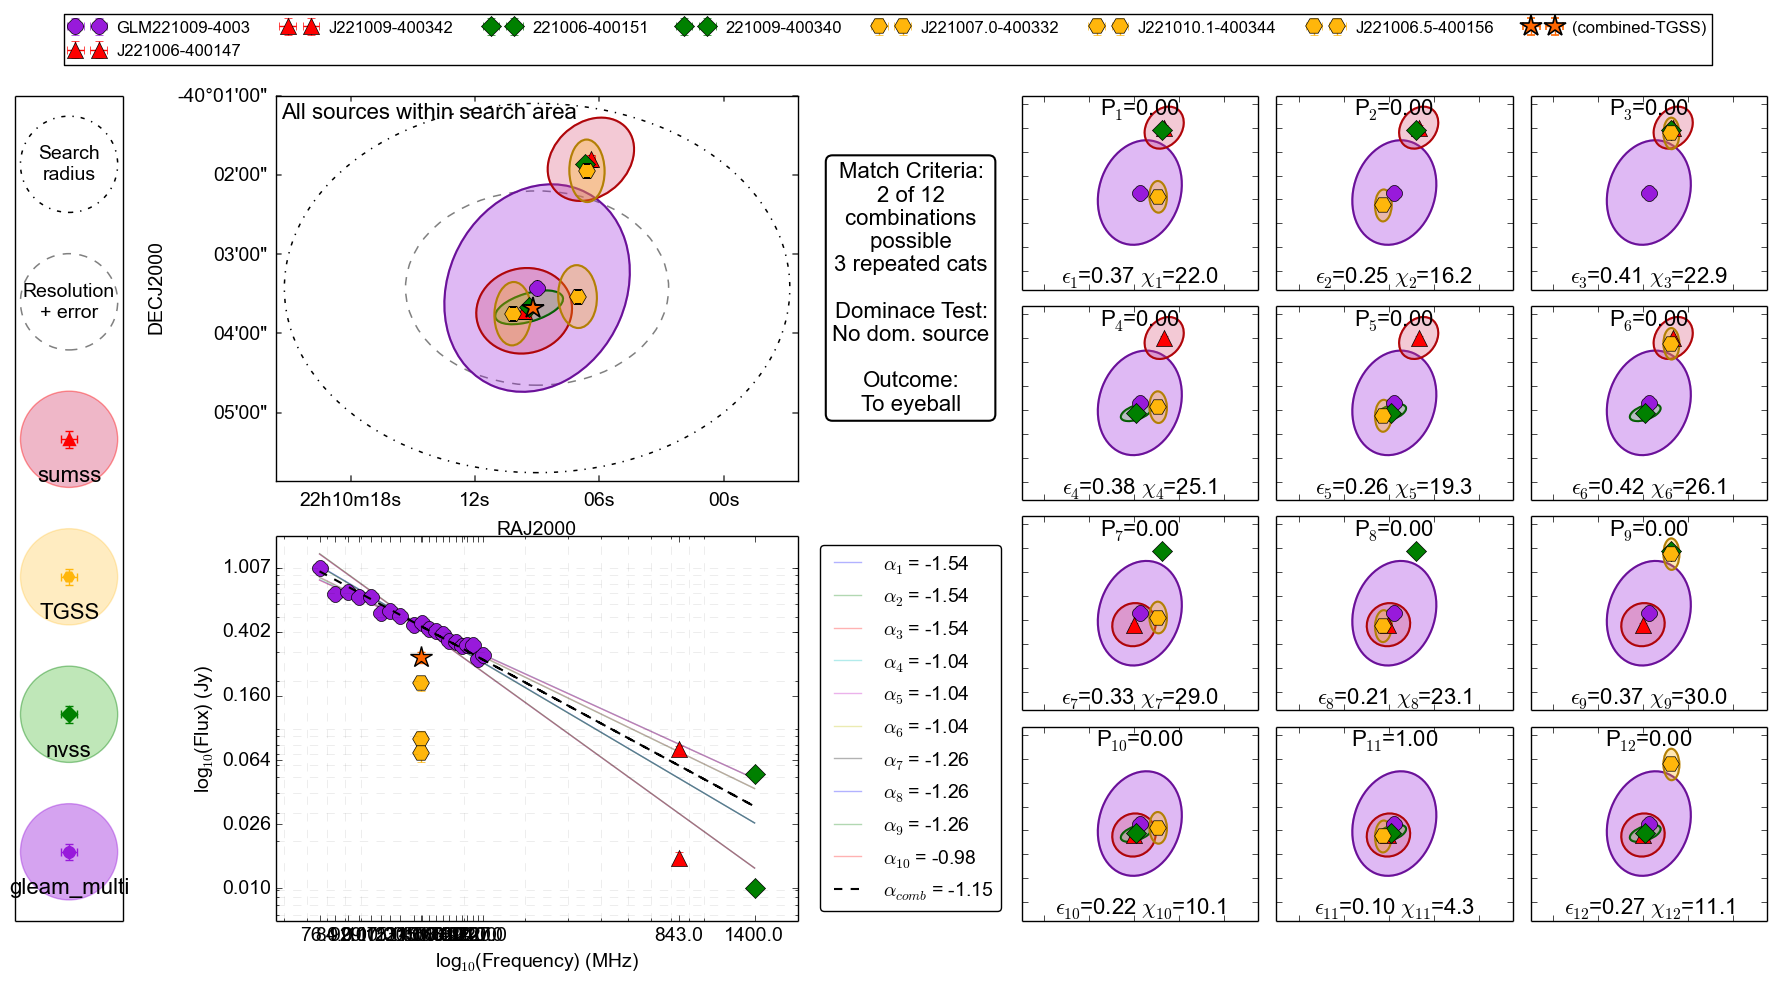 GLM221009-4003 J221009-400342 221006-400151 221009-400340 J221007.0-400332 J221010.1-400344 J221006.5-400156 (combined-TGSS)
J221006-400147
Search
radius
Resolution
+ error
sumss
TGSS
nvss
gleam_multi
All sources within search area
DECJ2000
-40°01'00"
02'00"
03'00"
04'00"
05'00"
22h10m18s 12s 06s 00s
RAJ2000
Match Criteria:
2 of 12
combinations
possible
3 repeated cats
Dominace Test:
No dom. source
Outcome:
To eyeball
log10(Flux) (Jy)
1.007
0.402
0.160
0.064
0.026
0.010
843.0 1400.0
log10(Frequency) (MHz)
α1 = -1.54
α2 = -1.54
α3 = -1.54
α4 = -1.04
α5 = -1.04
α6 = -1.04
α7 = -1.26
α8 = -1.26
α9 = -1.26
α10 = -0.98
αcomb = -1.15
P1=0.00 P2=0.00 P3=0.00
ϵ1=0.37 χ1=22.0 ϵ2=0.25 χ2=16.2 ϵ3=0.41 χ3=22.9
P4=0.00 P5=0.00 P6=0.00
ϵ4=0.38 χ4=25.1 ϵ5=0.26 χ5=19.3 ϵ6=0.42 χ6=26.1
P7=0.00 P8=0.00 P9=0.00
ϵ7=0.33 χ7=29.0 ϵ8=0.21 χ8=23.1 ϵ9=0.37 χ9=30.0
P10=0.00 P11=1.00 P12=0.00
ϵ10=0.22 χ10=10.1 ϵ11=0.10 χ11=4.3 ϵ12=0.27 χ12=11.1